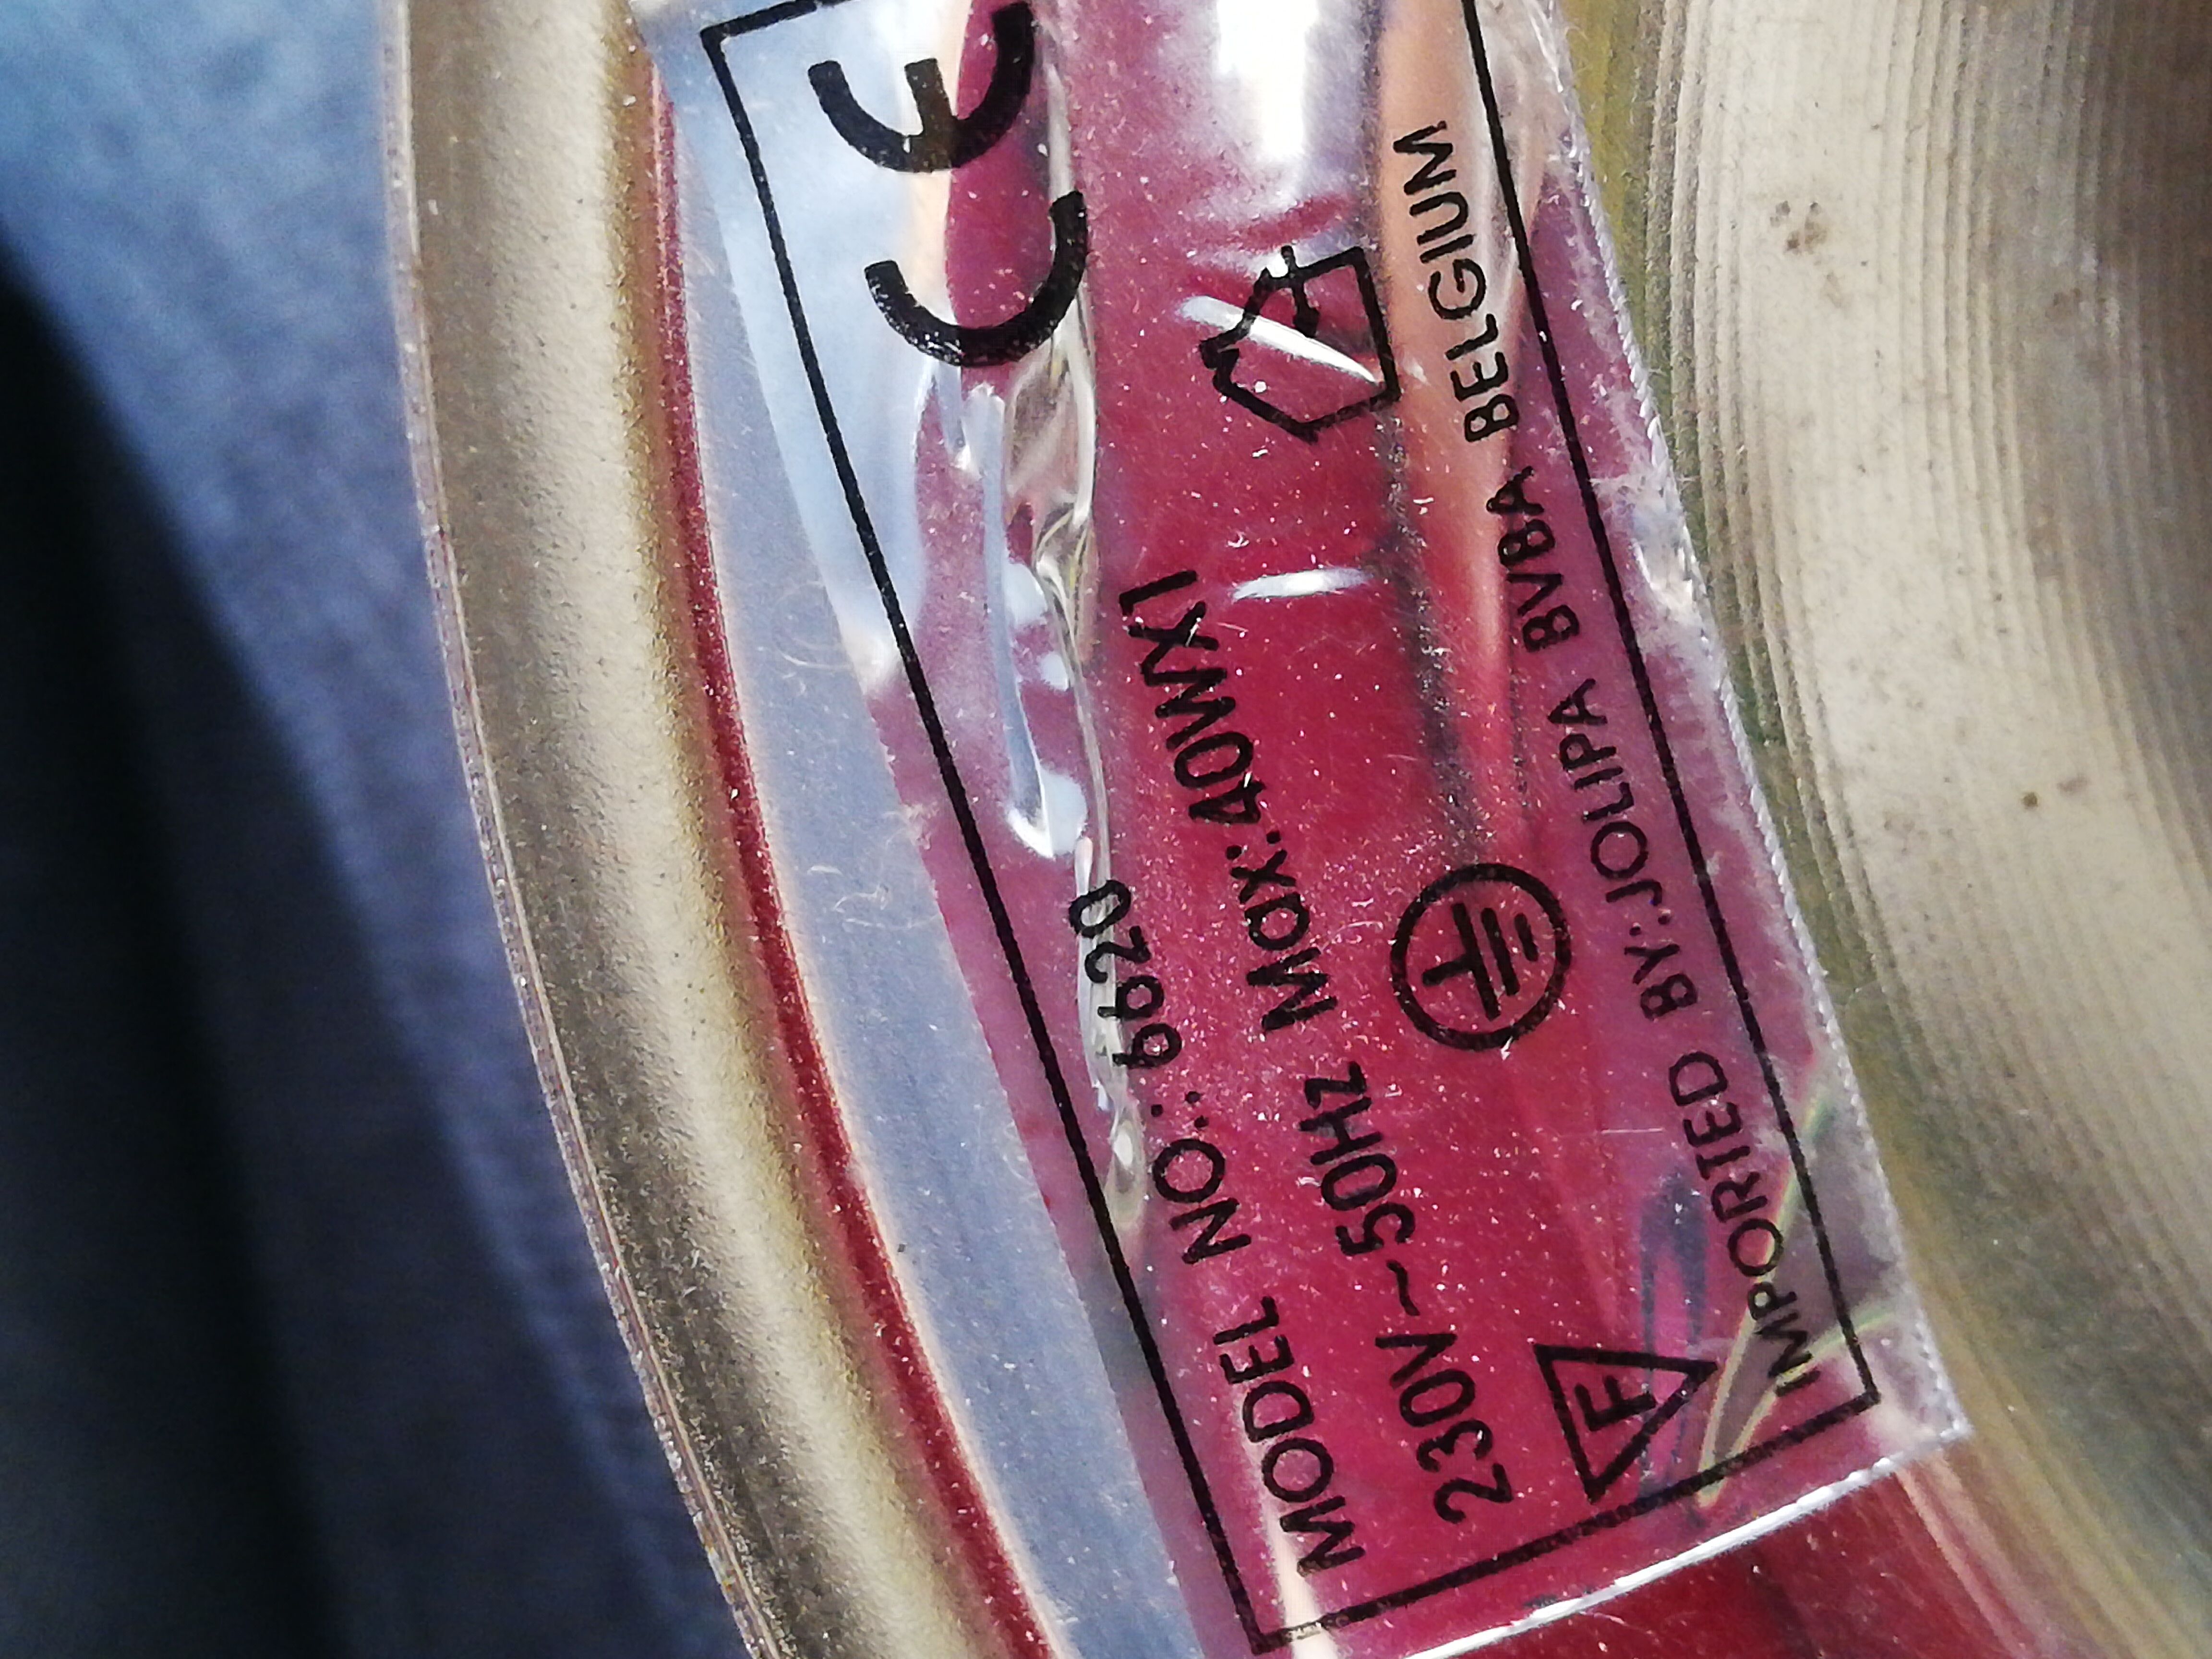 MODEL NO.: 6620
230V~50HZ Max:40WX1
F
IMPORTED BY:JOLIPA BVBA BELGIUM
CE